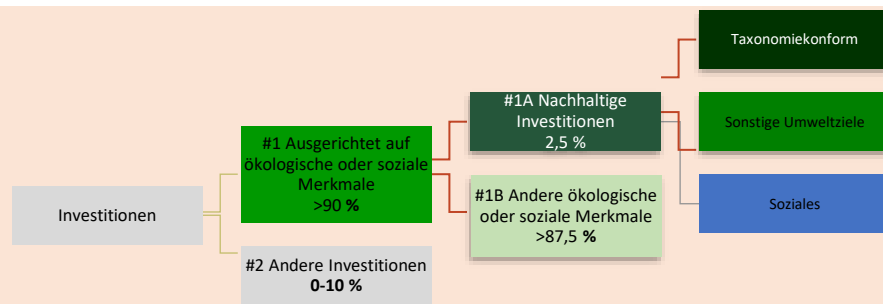 Investitionen
#1 Ausgerichtet auf
ökologische oder soziale
Merkmale
>90 %
#2 Andere Investitionen
0-10 %
#1A Nachhaltige
Investitionen
2,5 %
#1B Andere ökologische
oder soziale Merkmale
>87,5 %
Taxonomiekonform
Sonstige Umweltziele
Soziales